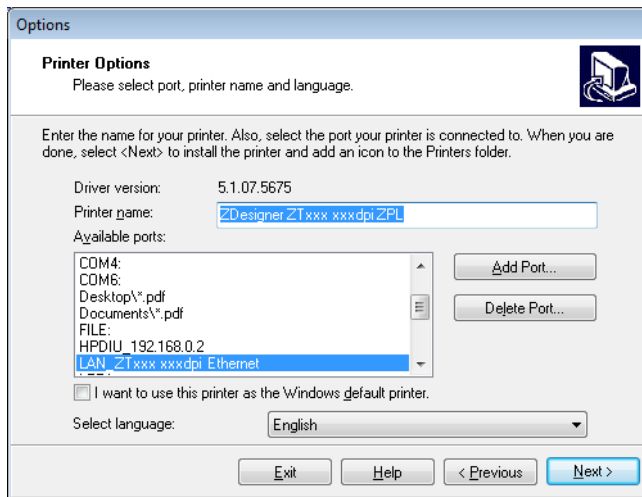 Options
Printer Options
Please select port, printer name and language.
Enter the name for your printer. Also, select the port your printer is connected to. When you are
done, select <Next> to install the printer and add an icon to the Printers folder.
Driver version: 5.1.07.5675
Printer name: ZDesigner ZTxxx xxxdpi ZPL
Available ports:
COM4:
COM6:
Desktop\*.pdf
Documents\*.pdf
FILE:
HPDIU_192.168.0.2
LAN_ZTxxx xxxdpi Ethernet
Add Port...
Delete Port...
I want to use this printer as the Windows default printer.
Select language: English
Exit Help < Previous Next >